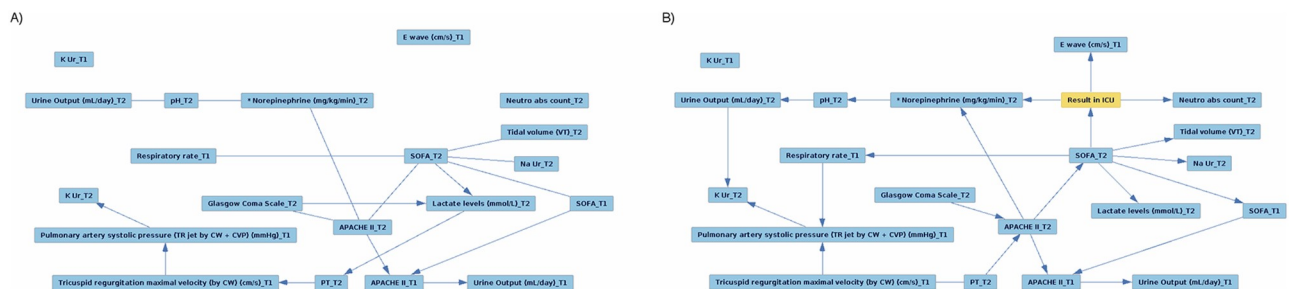 A)
E wave (cm/s)_T1
K Ur_T1
Urine Output (mL/day)_T2
pH_T2
* Norepinephrine (mg/kg/min)_T2
Neutro abs count_T2
Tidal volume (VT)_T2
Respiratory rate_T1
SOFA_T2
Na Ur_T2
K Ur_T2
Glasgow Coma Scale_T2
Lactate levels (mmol/L)_T2
SOFA_T1
APACHE II_T2
Pulmonary artery systolic pressure (TR jet by CW + CVP) (mmHg)_T1
Tricuspid regurgitation maximal velocity (by CW) (cm/s)_T1
PT_T2
APACHE II_T1
Urine Output (mL/day)_T1
B)
E wave (cm/s)_T1
K Ur_T1
Urine Output (mL/day)_T2
pH_T2
* Norepinephrine (mg/kg/min)_T2
Result in ICU
Neutro abs count_T2
Tidal volume (VT)_T2
Respiratory rate_T1
SOFA_T2
Na Ur_T2
K Ur_T2
Glasgow Coma Scale_T2
Lactate levels (mmol/L)_T2
SOFA_T1
APACHE II_T2
Pulmonary artery systolic pressure (TR jet by CW + CVP) (mmHg)_T1
Tricuspid regurgitation maximal velocity (by CW) (cm/s)_T1
PT_T2
APACHE II_T1
Urine Output (mL/day)_T1